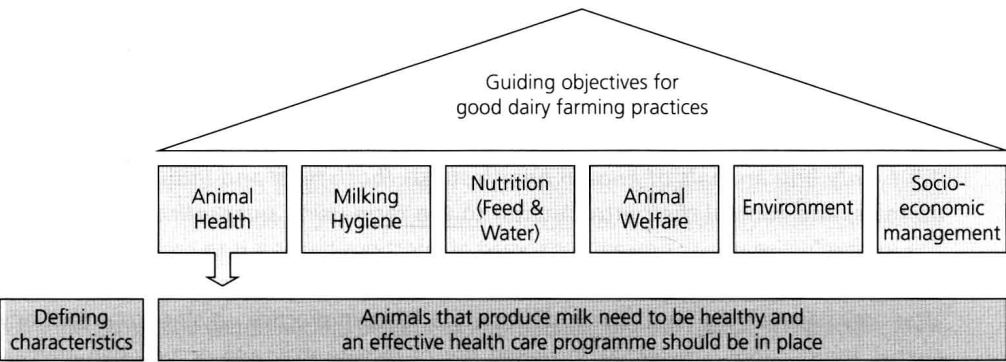 Guiding objectives for
good dairy farming practices
Animal
Health
Milking
Hygiene
Nutrition
(Feed &
Water)
Animal
Welfare
Environment
Socio-
economic
management
Defining
characteristics
Animals that produce milk need to be healthy and
an effective health care programme should be in place